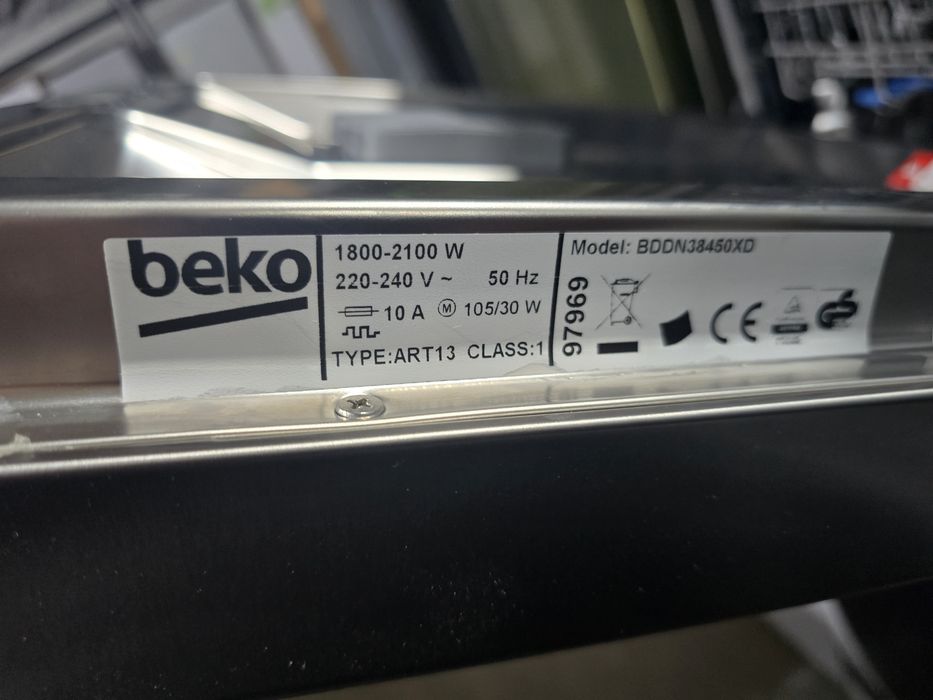 beko
1800-2100 W
220-240 V ~ 50 Hz
10 A M 105/30 W
TYPE:ART13 CLASS:1
97969
Model: BDDN38450XD
CE